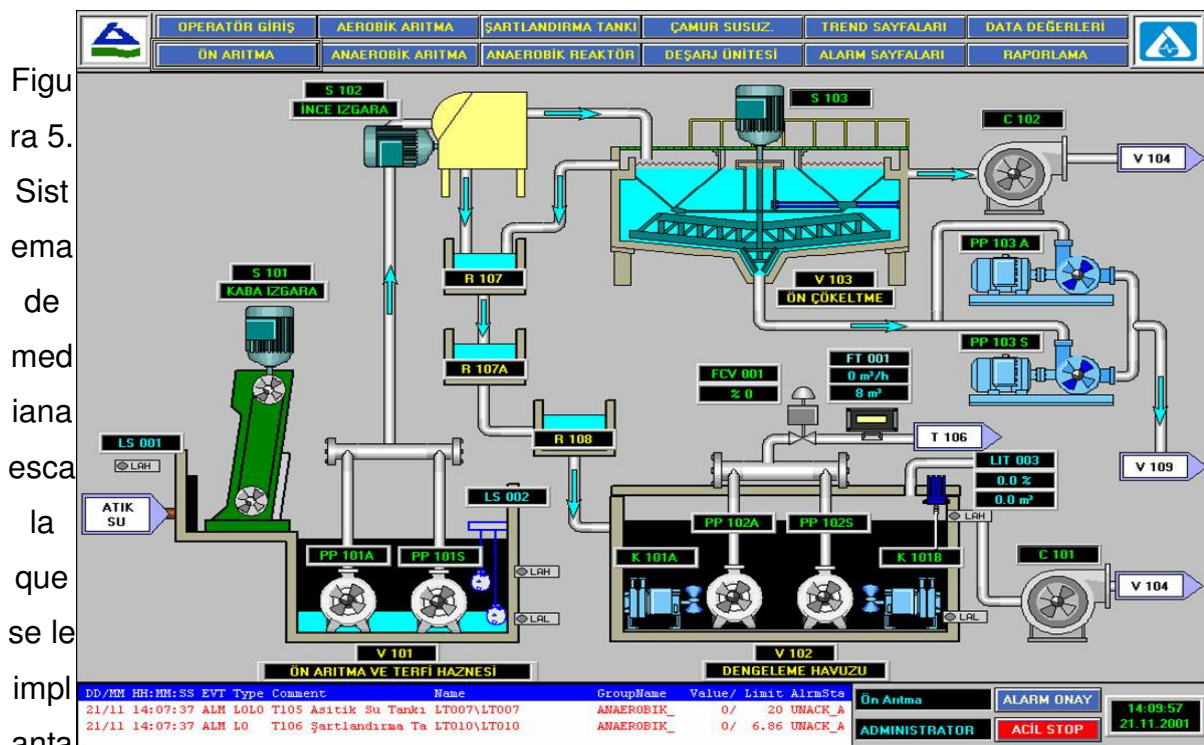 Figu
ra 5.
Sist
ema
de
med
iana
esca
la
que
se le
impl
anta
OPERATÖR GİRİŞ
AEROBİK ARITMA
ŞARTLANDIRMA TANKI
ÇAMUR SUSUZ.
TREND SAYFALARI
DATA DEĞERLERİ
ÖN ARITMA
ANAEROBİK ARITMA
ANAEROBİK REAKTÖR
DEŞARJ ÜNİTESİ
ALARM SAYFALARI
RAPORLAMA
S 102
İNCE IZGARA
S 103
C 102
V 104
PP 103 A
S 101
KABA IZGARA
R 107
V 103
ÖN ÇÖKELTME
PP 103 S
R 107A
FCV 001
% 0
FT 001
0 m³/h
8 m³
R 108
T 106
LS 001
LAH
LIT 003
0.0 %
0.0 m³
V 109
ATIK
SU
LS 002
LAH
PP 101A
PP 101S
PP 102A
PP 102S
K 101A
K 101B
C 101
LAH
V 104
LAL
LAL
V 101
ÖN ARITMA VE TERFİ HAZNESİ
V 102
DENGELEME HAVUZU
DD/MM HH:MM:SS EVT Type Comment Name GroupName Value/ Limit AlrmSta
21/11 14:07:37 ALM LOLO T105 Asitik Su Tankı LT007\LT007 ANAEROBIK_ 0/ 20 UNACK_A
21/11 14:07:37 ALM LO T106 Şartlandırma Ta LT010\LT010 ANAEROBIK_ 0/ 6.86 UNACK_A
Ön Arıtma
ALARM ONAY
ADMINISTRATOR
ACİL STOP
14:09:57
21.11.2001